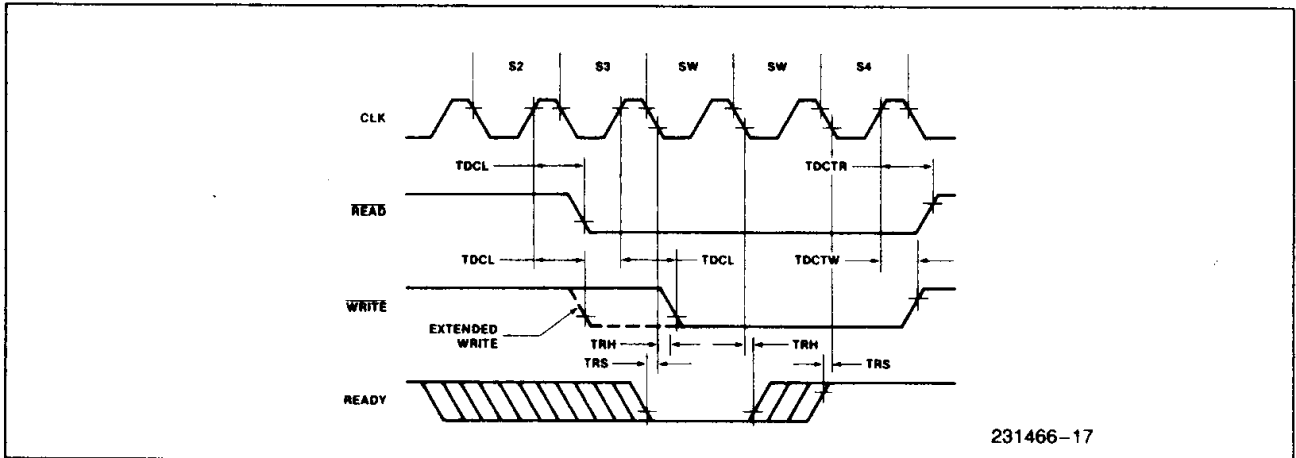 S2 S3 SW SW S4
CLK
TDCL TDCTR
READ
TDCL TDCL TDCTW
WRITE
EXTENDED
WRITE
TRH TRH
TRS TRS
READY
231466-17